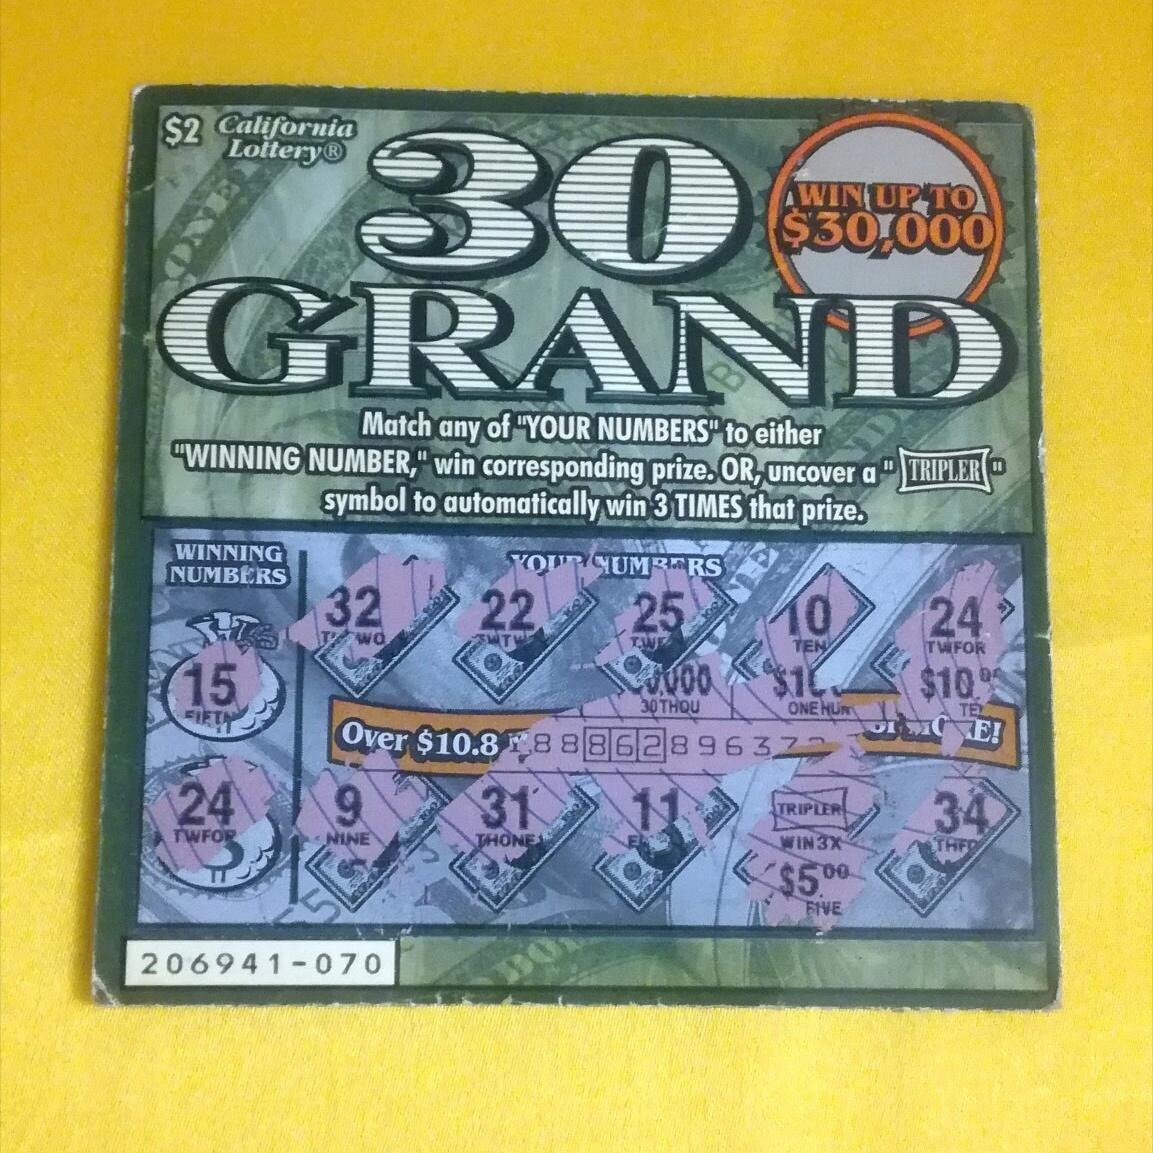 $2 California
Lottery®
30
GRAND
WIN UP TO
$30,000
Match any of "YOUR NUMBERS" to either
"WINNING NUMBER," win corresponding prize. OR, uncover a " TRIPLER "
symbol to automatically win 3 TIMES that prize.
WINNING
NUMBERS
YOUR NUMBERS
15
24
TWFOR
32
22
25
10
TEN
24
TWFOR
30THOU
ONEHUN
$10.00
Over $10.8
9
NINE
31
THONE
11
TRIPLER
WIN3X
$5.00
FIVE
34
206941-070